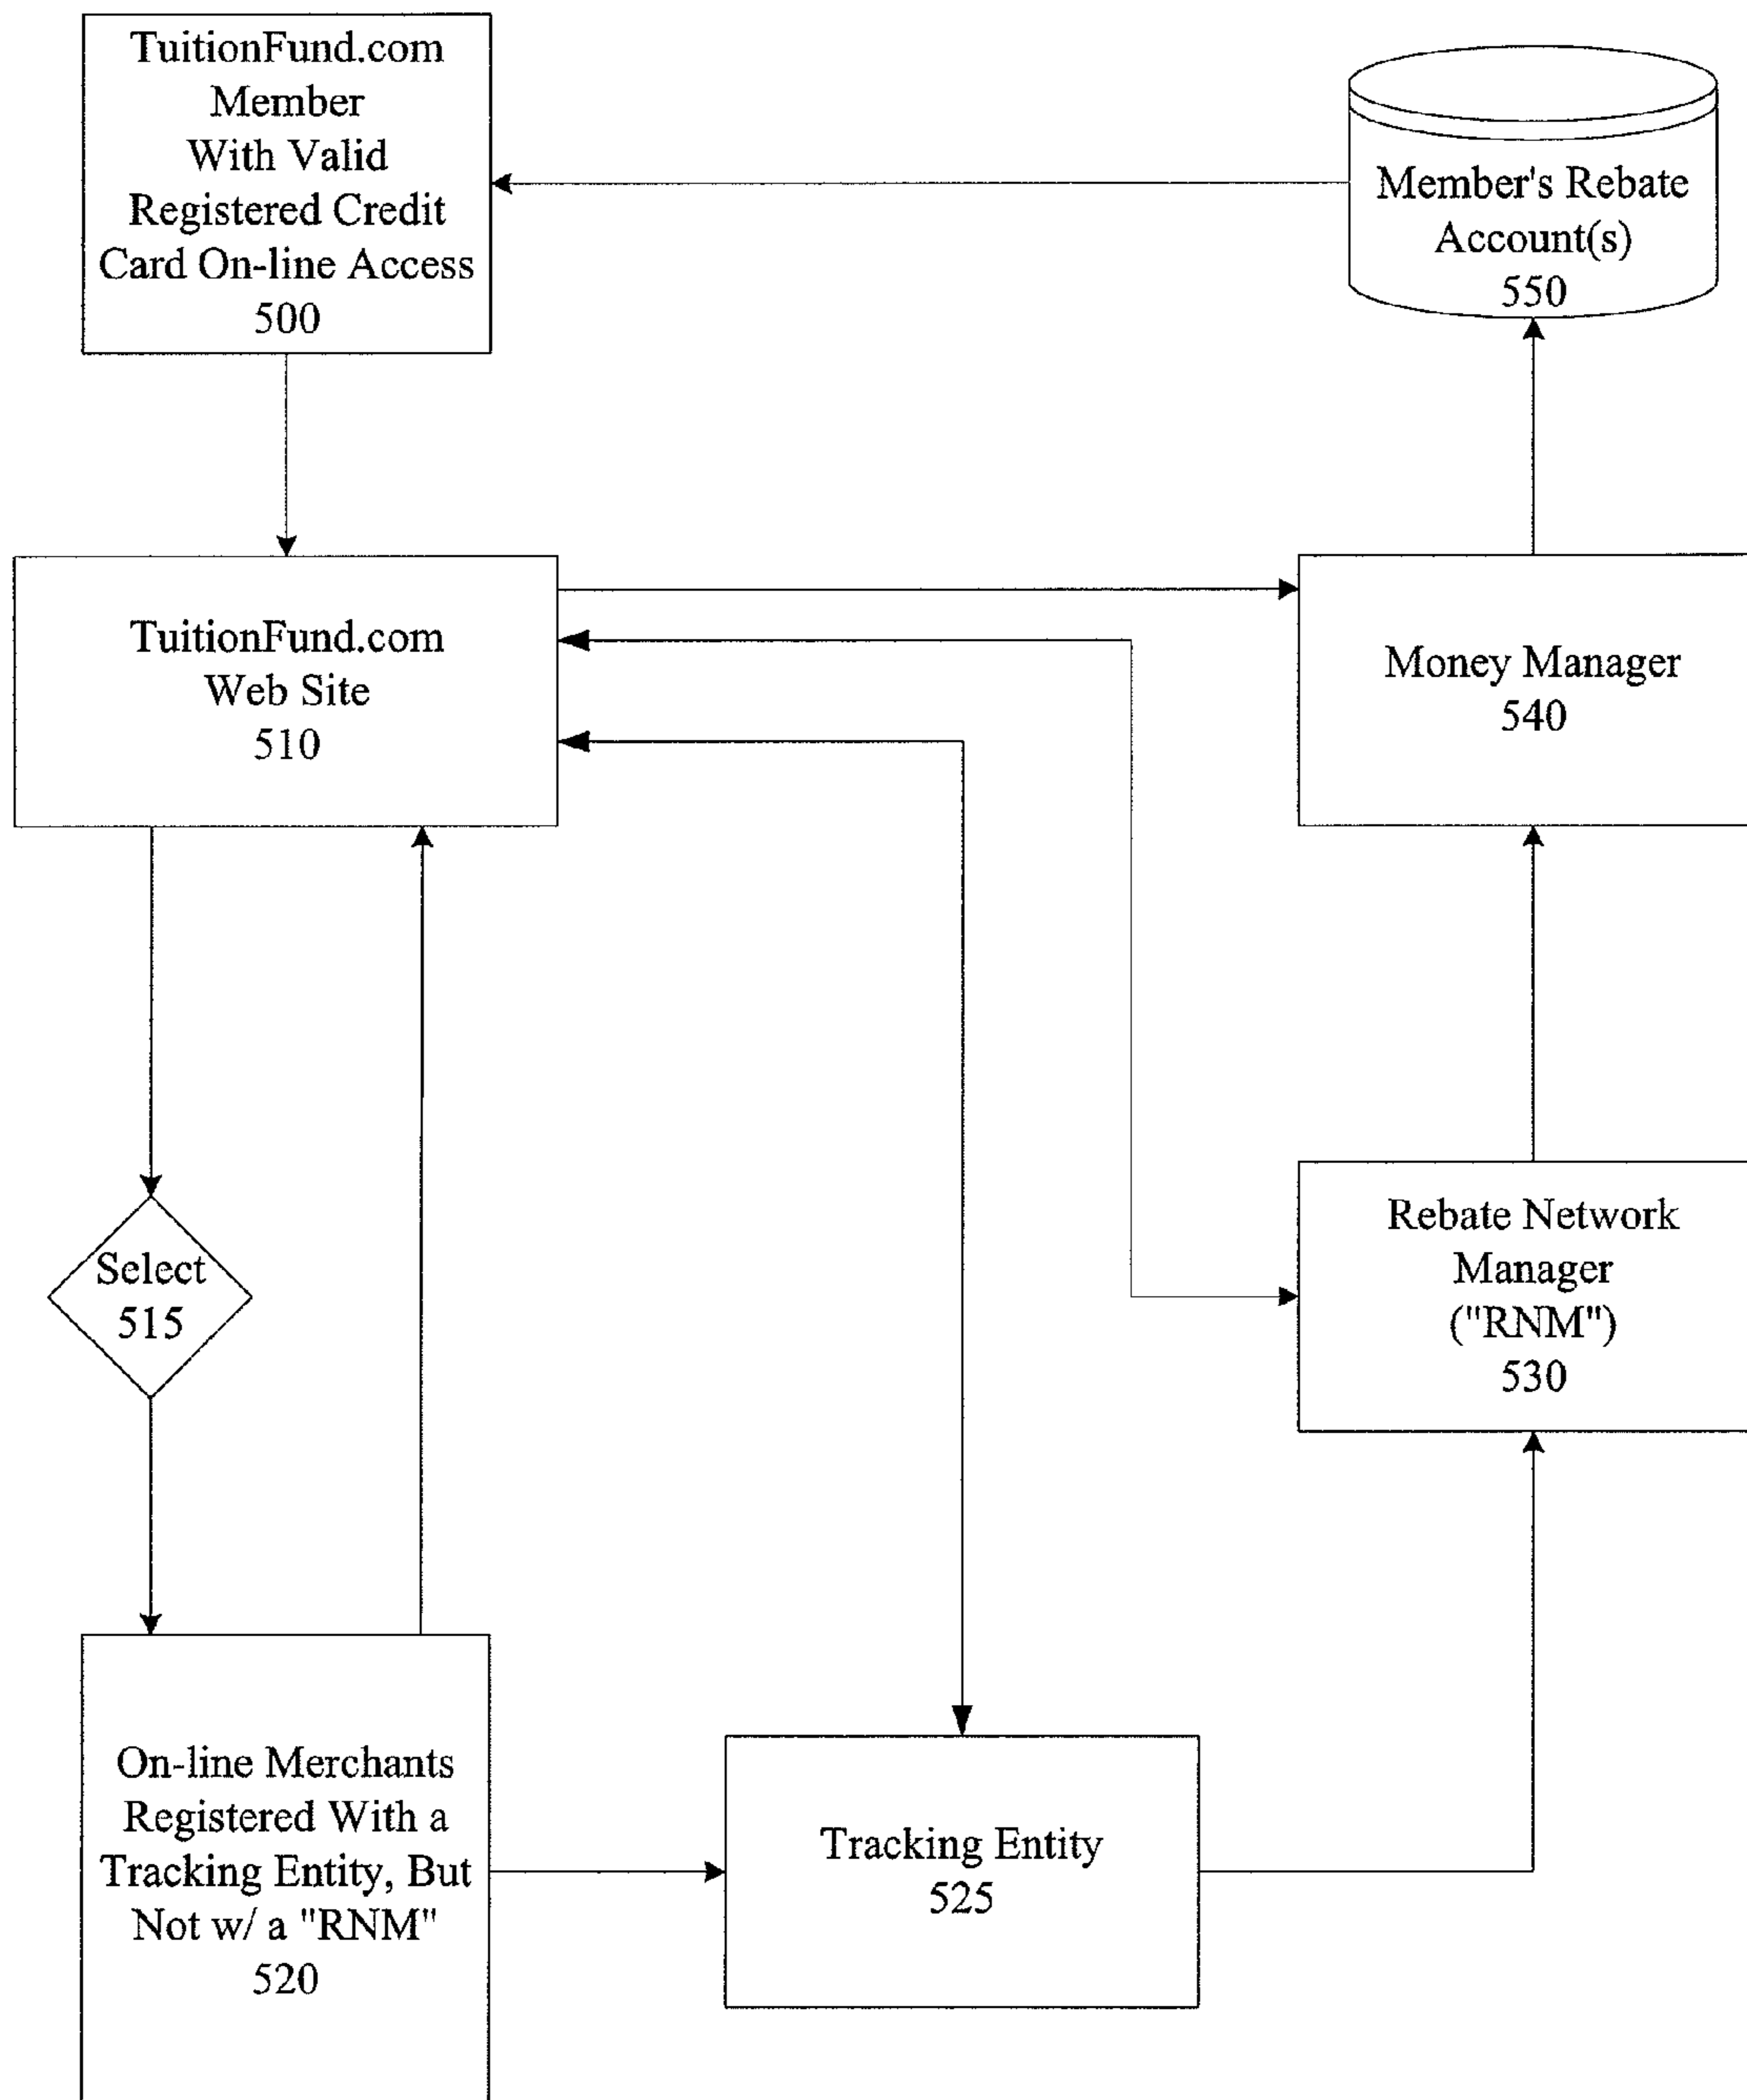 TuitionFund.com
Member
With Valid
Registered Credit
Card On-line Access
500
Member's Rebate
Account(s)
550
TuitionFund.com
Web Site
510
Money Manager
540
Select
515
Rebate Network
Manager
("RNM")
530
On-line Merchants
Registered With a
Tracking Entity, But
Not w/ a "RNM"
520
Tracking Entity
525